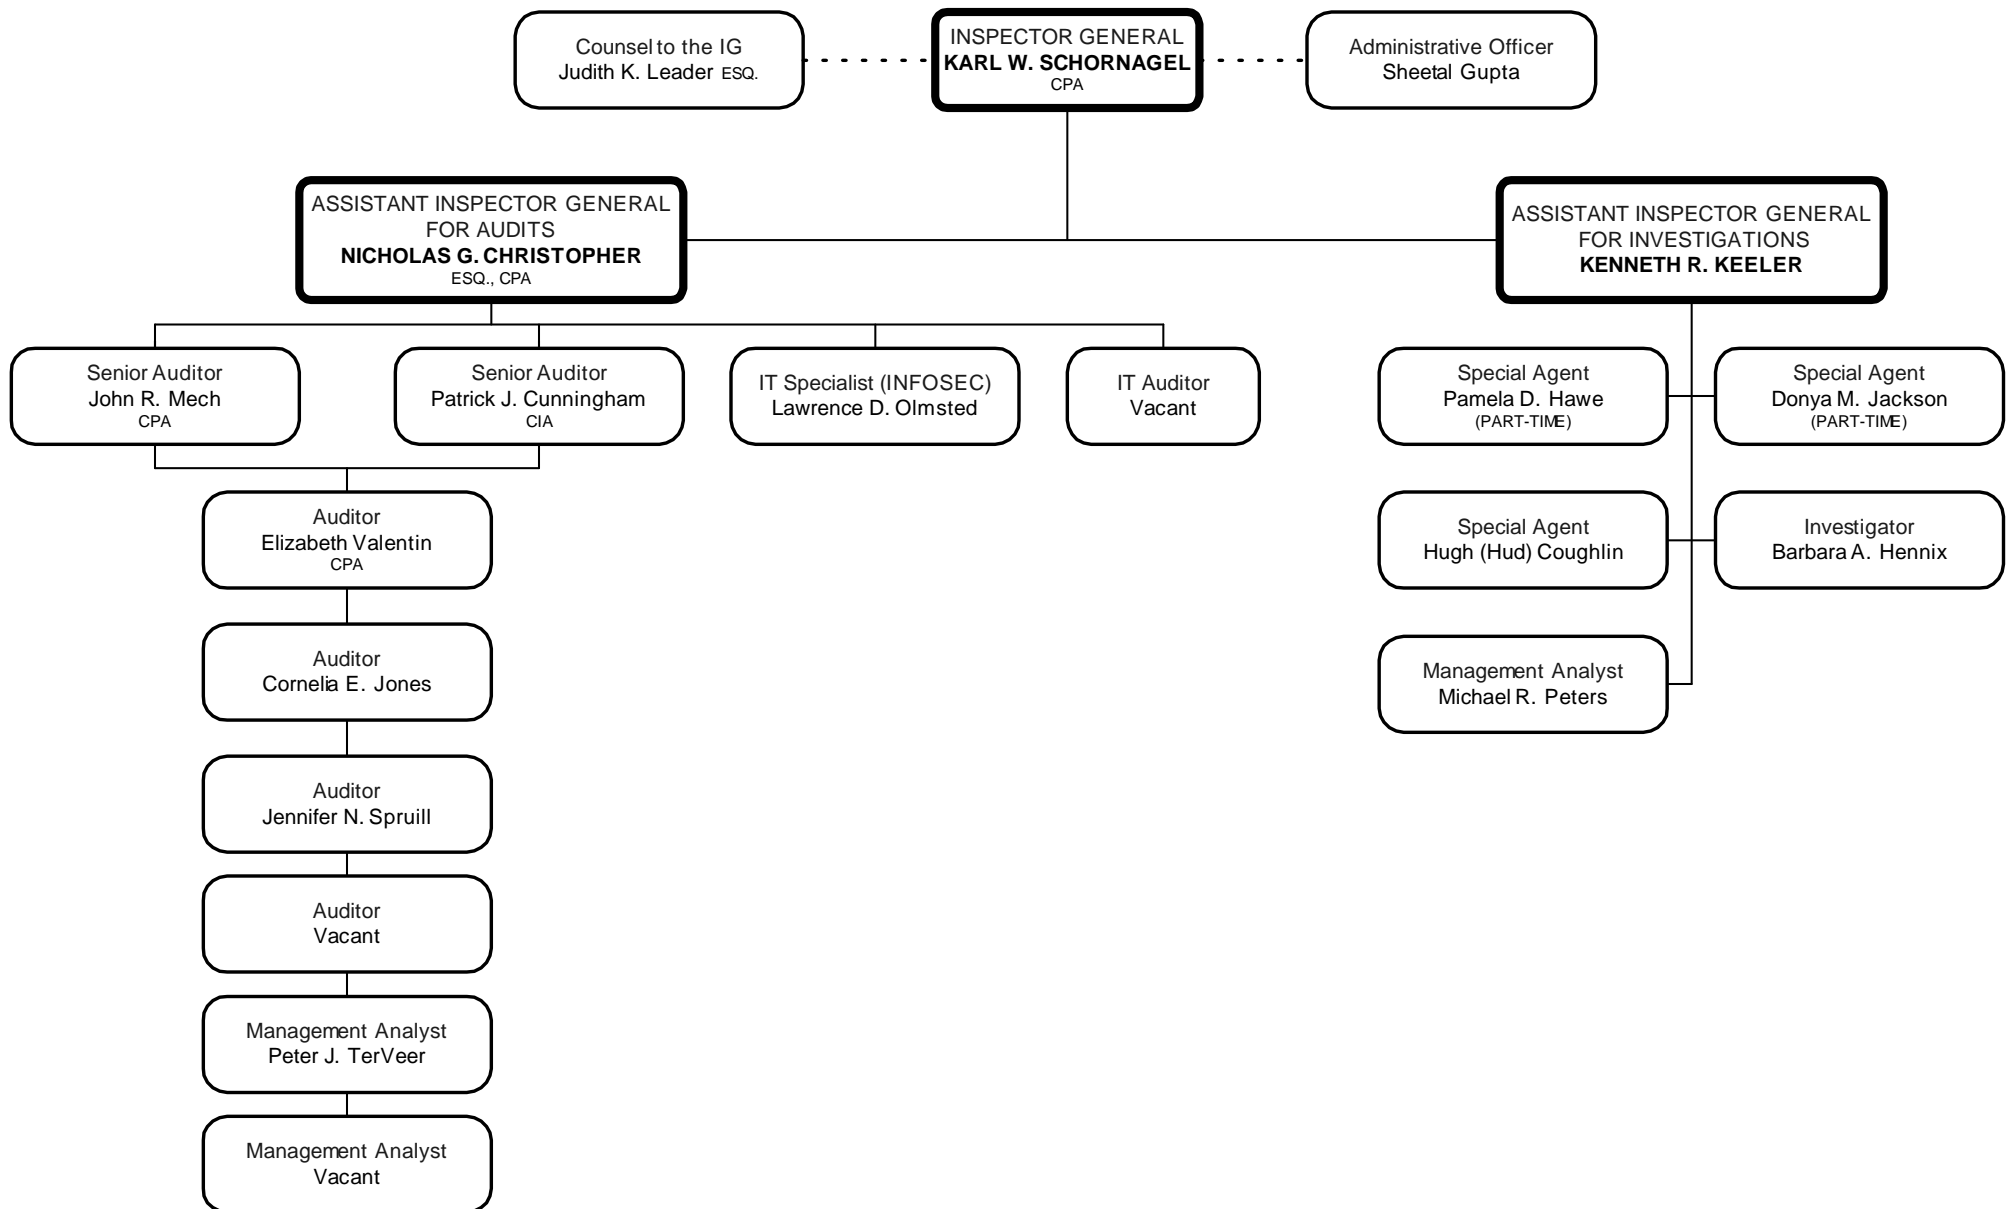 Counsel to the IG
Judith K. Leader ESQ.
INSPECTOR GENERAL
KARL W. SCHORNAGEL
CPA
Administrative Officer
Sheetal Gupta
ASSISTANT INSPECTOR GENERAL
FOR AUDITS
NICHOLAS G. CHRISTOPHER
ESQ., CPA
ASSISTANT INSPECTOR GENERAL
FOR INVESTIGATIONS
KENNETH R. KEELER
Senior Auditor
John R. Mech
CPA
Senior Auditor
Patrick J. Cunningham
CIA
IT Specialist (INFOSEC)
Lawrence D. Olmsted
IT Auditor
Vacant
Special Agent
Pamela D. Hawe
(PART-TIME)
Special Agent
Donya M. Jackson
(PART-TIME)
Auditor
Elizabeth Valentin
CPA
Special Agent
Hugh (Hud) Coughlin
Investigator
Barbara A. Hennix
Auditor
Cornelia E. Jones
Management Analyst
Michael R. Peters
Auditor
Jennifer N. Spruill
Auditor
Vacant
Management Analyst
Peter J. TerVeer
Management Analyst
Vacant